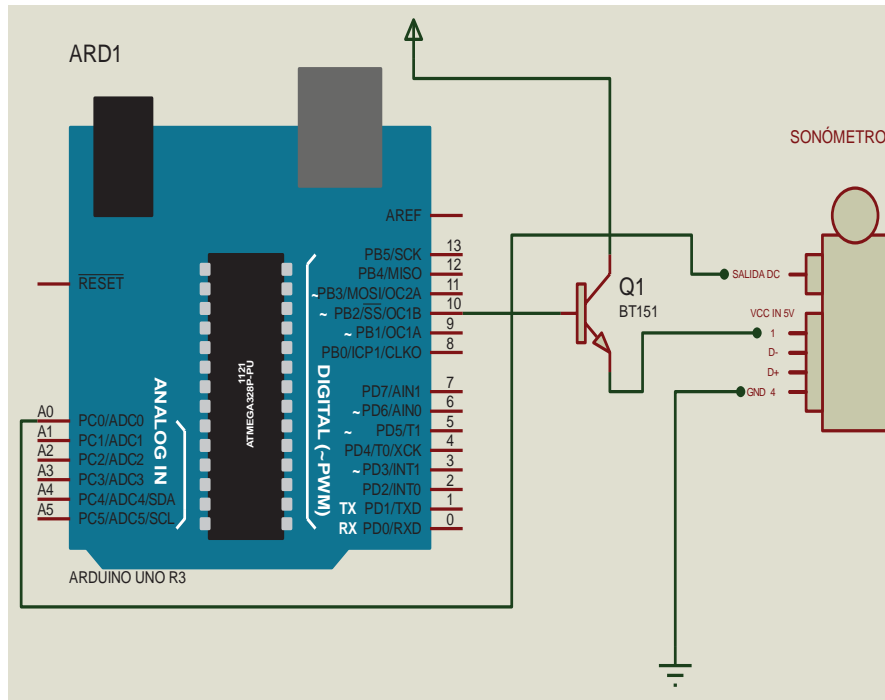 ARD1
SONÓMETRO
AREF
13
PB5/SCK
12
PB4/MISO
RESET
11
~PB3/MOSI/OC2A
10
~ PB2/SS/OC1B
9
~ PB1/OC1A
8
PB0/ICP1/CLKO
Q1
BT151
SALIDA DC
VCC IN 5V
1
D-
D+
GND 4
1121
ATMEGA328P-PU
DIGITAL (~PWM)
ANALOG IN
7
PD7/AIN1
6
~ PD6/AIN0
5
~ PD5/T1
4
PD4/T0/XCK
3
~ PD3/INT1
2
PD2/INT0
1
TX PD1/TXD
0
RX PD0/RXD
A0
PC0/ADC0
A1
PC1/ADC1
A2
PC2/ADC2
A3
PC3/ADC3
A4
PC4/ADC4/SDA
A5
PC5/ADC5/SCL
ARDUINO UNO R3